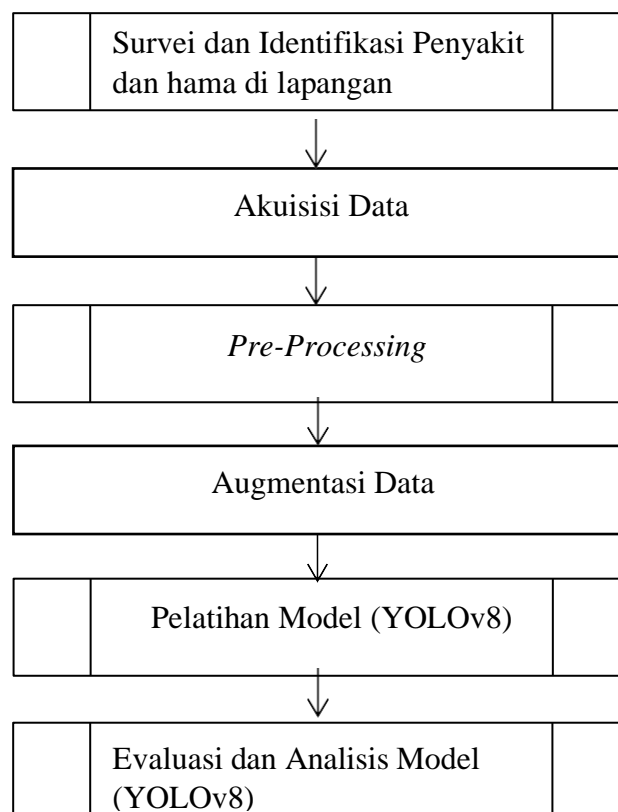 Survei dan Identifikasi Penyakit
dan hama di lapangan
Akuisisi Data
Pre-Processing
Augmentasi Data
Pelatihan Model (YOLOv8)
Evaluasi dan Analisis Model
(YOLOv8)